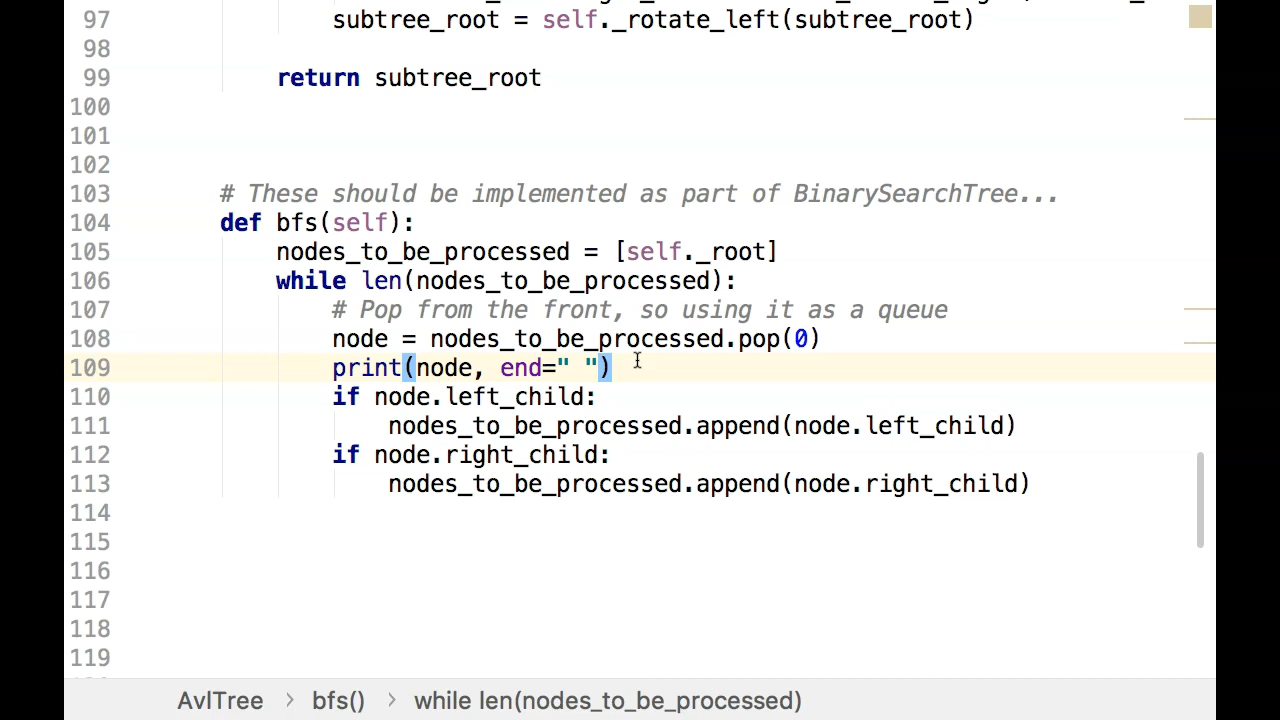 97 subtree_root = self._rotate_left(subtree_root)
98
99 return subtree_root
100
101
102
103 # These should be implemented as part of BinarySearchTree...
104 def bfs(self):
105 nodes_to_be_processed = [self._root]
106 while len(nodes_to_be_processed):
107 # Pop from the front, so using it as a queue
108 node = nodes_to_be_processed.pop(0)
109 print(node, end=" ")
110 if node.left_child:
111 nodes_to_be_processed.append(node.left_child)
112 if node.right_child:
113 nodes_to_be_processed.append(node.right_child)
114
115
116
117
118
119
AvlTree > bfs() > while len(nodes_to_be_processed)